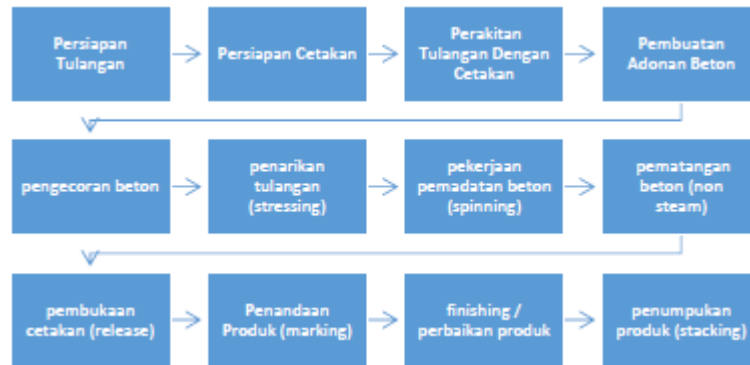 Persiapan
Tulangan
Persiapan Cetakan
Perakitan
Tulangan Dengan
Cetakan
Pembuatan
Adonan Beton
pengecoran beton
penarikan
tulangan
(stressing)
pekerjaan
pemadatan beton
(spinning)
pematangan
beton (non
steam)
pembukaan
cetakan (release)
Penandaan
Produk (marking)
finishing /
perbaikan produk
penumpukan
produk (stacking)